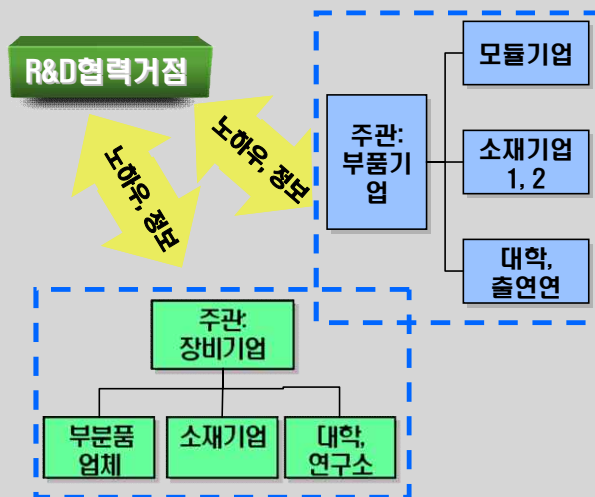 R&D협력거점
노하우, 정보
노하우, 정보
주관:
부품기
업
모듈기업
소재기업
1, 2
대학,
출연연
주관:
장비기업
부분품
업체
소재기업
대학,
연구소